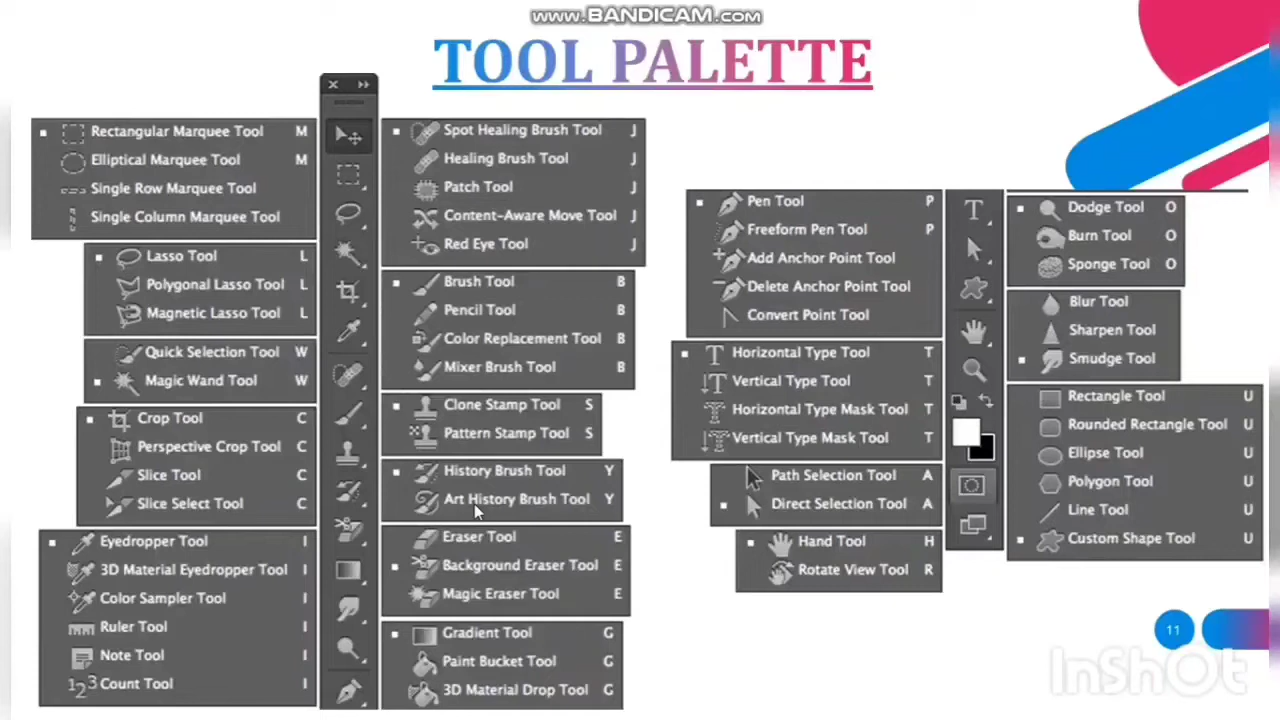 www.BANDICAM.com
TOOL PALETTE
Rectangular Marquee Tool M
Elliptical Marquee Tool M
Single Row Marquee Tool
Single Column Marquee Tool
Lasso Tool L
Polygonal Lasso Tool L
Magnetic Lasso Tool L
Quick Selection Tool W
Magic Wand Tool W
Crop Tool C
Perspective Crop Tool C
Slice Tool C
Slice Select Tool C
Eyedropper Tool I
3D Material Eyedropper Tool I
Color Sampler Tool I
Ruler Tool I
Note Tool I
Count Tool I
Spot Healing Brush Tool J
Healing Brush Tool J
Patch Tool J
Content-Aware Move Tool J
Red Eye Tool J
Brush Tool B
Pencil Tool B
Color Replacement Tool B
Mixer Brush Tool B
Clone Stamp Tool S
Pattern Stamp Tool S
History Brush Tool Y
Art History Brush Tool Y
Eraser Tool E
Background Eraser Tool E
Magic Eraser Tool E
Gradient Tool G
Paint Bucket Tool G
3D Material Drop Tool G
Pen Tool P
Freeform Pen Tool P
Add Anchor Point Tool
Delete Anchor Point Tool
Convert Point Tool
Horizontal Type Tool T
Vertical Type Tool T
Horizontal Type Mask Tool T
Vertical Type Mask Tool T
Path Selection Tool A
Direct Selection Tool A
Hand Tool H
Rotate View Tool R
Dodge Tool O
Burn Tool O
Sponge Tool O
Blur Tool
Sharpen Tool
Smudge Tool
Rectangle Tool U
Rounded Rectangle Tool U
Ellipse Tool U
Polygon Tool U
Line Tool U
Custom Shape Tool U
11
InShOt